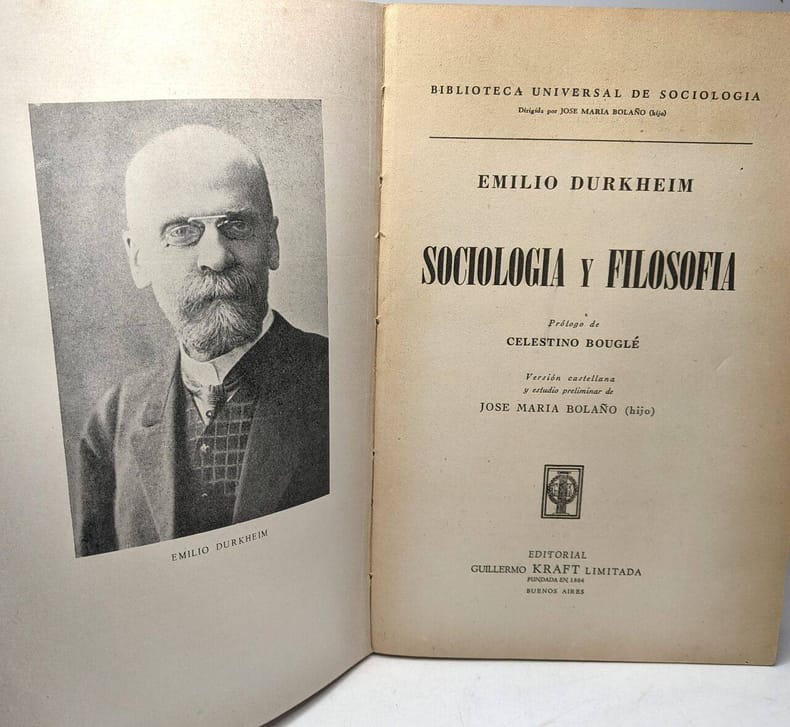 EMILIO DURKHEIM
BIBLIOTECA UNIVERSAL DE SOCIOLOGIA
Dirigida por JOSE MARIA BOLAÑO (hijo)
EMILIO DURKHEIM
SOCIOLOGIA Y FILOSOFIA
Prólogo de
CELESTINO BOUGLÉ
Versión castellana
y estudio preliminar de
JOSE MARIA BOLAÑO (hijo)
EDITORIAL
GUILLERMO KRAFT LIMITADA
FUNDADA EN 1864
BUENOS AIRES